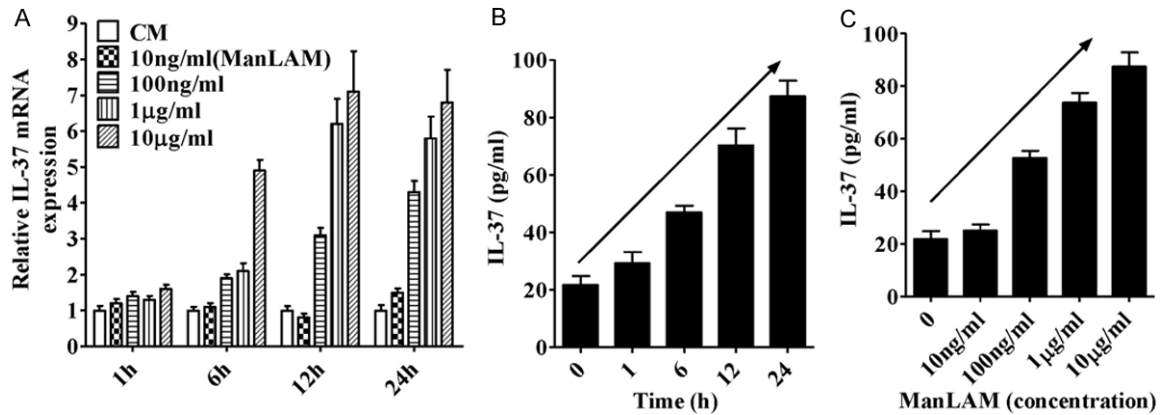 A
Relative IL-37 mRNA
expression
9
8
7
6
5
4
3
2
1
0
CM
10ng/ml(ManLAM)
100ng/ml
1μg/ml
10μg/ml
1h
6h
12h
24h
B
IL-37 (pg/ml)
100
80
60
40
20
0
0
1
6
12
24
Time (h)
C
IL-37 (pg/ml)
100
80
60
40
20
0
0
10ng/ml
100ng/ml
1μg/ml
10μg/ml
ManLAM (concentration)